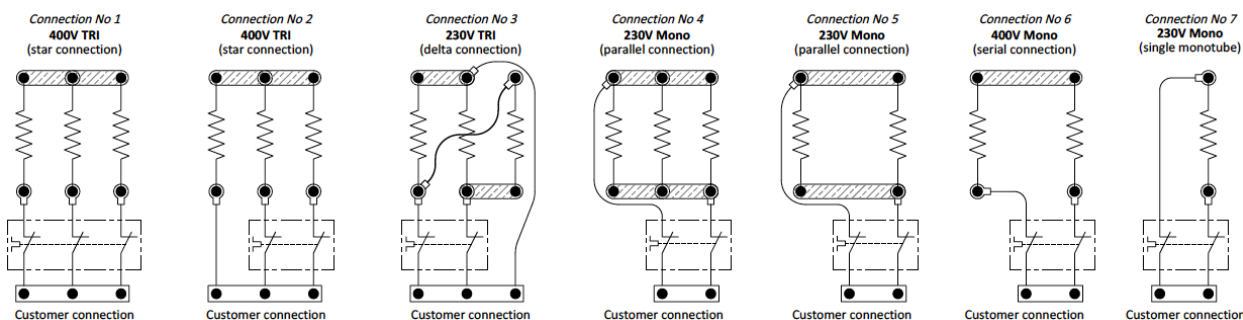 Connection No 1
400V TRI
(star connection)
Customer connection
Connection No 2
400V TRI
(star connection)
Customer connection
Connection No 3
230V TRI
(delta connection)
Customer connection
Connection No 4
230V Mono
(parallel connection)
Customer connection
Connection No 5
230V Mono
(parallel connection)
Customer connection
Connection No 6
400V Mono
(serial connection)
Customer connection
Connection No 7
230V Mono
(single monotube)
Customer connection